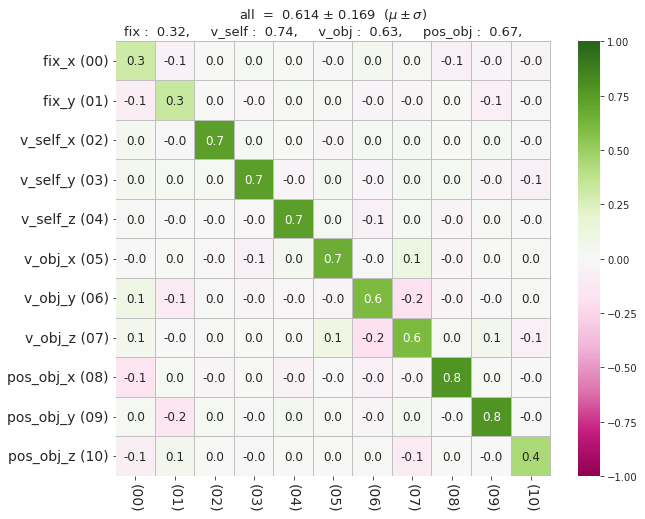 all = 0.614 ± 0.169 (μ ± σ)
fix : 0.32, v_self : 0.74, v_obj : 0.63, pos_obj : 0.67,
fix_x (00) 0.3 -0.1 0.0 0.0 0.0 -0.0 0.0 0.0 -0.1 -0.0 -0.0
fix_y (01) -0.1 0.3 0.0 -0.0 0.0 0.0 -0.0 -0.0 0.0 -0.1 0.0
v_self_x (02) 0.0 -0.0 0.7 0.0 0.0 -0.0 0.0 0.0 0.0 0.0 -0.0
v_self_y (03) 0.0 0.0 0.0 0.7 -0.0 0.0 -0.0 0.0 0.0 -0.0 -0.1
v_self_z (04) 0.0 -0.0 -0.0 0.0 0.7 0.0 -0.1 0.0 -0.0 0.0 -0.0
v_obj_x (05) -0.0 0.0 -0.0 -0.1 0.0 0.7 -0.0 0.1 -0.0 0.0 0.0
v_obj_y (06) 0.1 -0.1 0.0 -0.0 -0.0 -0.0 0.6 -0.2 -0.0 -0.0 0.0
v_obj_z (07) 0.1 -0.0 0.0 0.0 0.0 0.1 -0.2 0.6 0.0 0.1 -0.1
pos_obj_x (08) -0.1 0.0 -0.0 0.0 -0.0 -0.0 -0.0 -0.0 0.8 0.0 -0.0
pos_obj_y (09) 0.0 -0.2 0.0 -0.0 0.0 0.0 -0.0 0.0 -0.0 0.8 -0.0
pos_obj_z (10) -0.1 0.1 0.0 -0.0 0.0 0.0 0.0 -0.1 0.0 -0.0 0.4
(00) (01) (02) (03) (04) (05) (06) (07) (08) (09) (10)
1.00
0.75
0.50
0.25
0.00
−0.25
−0.50
−0.75
−1.00